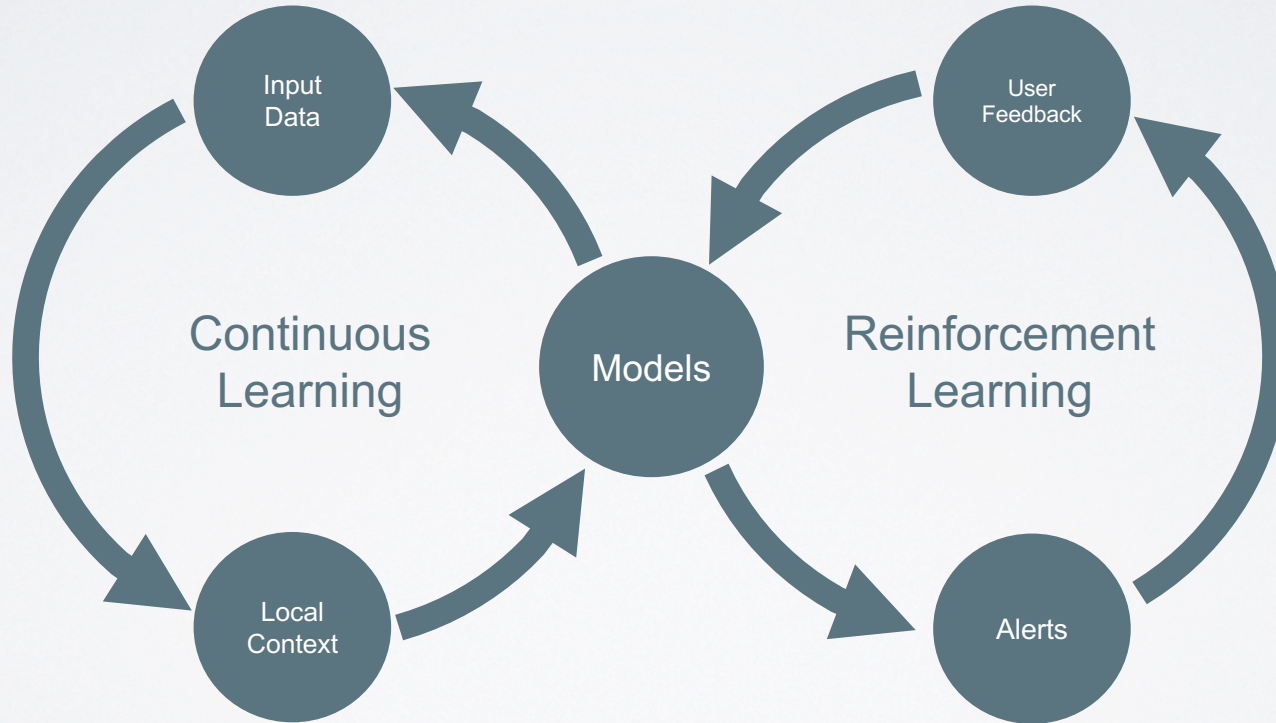 Input
Data
User
Feedback
Continuous
Learning
Models
Reinforcement
Learning
Local
Context
Alerts